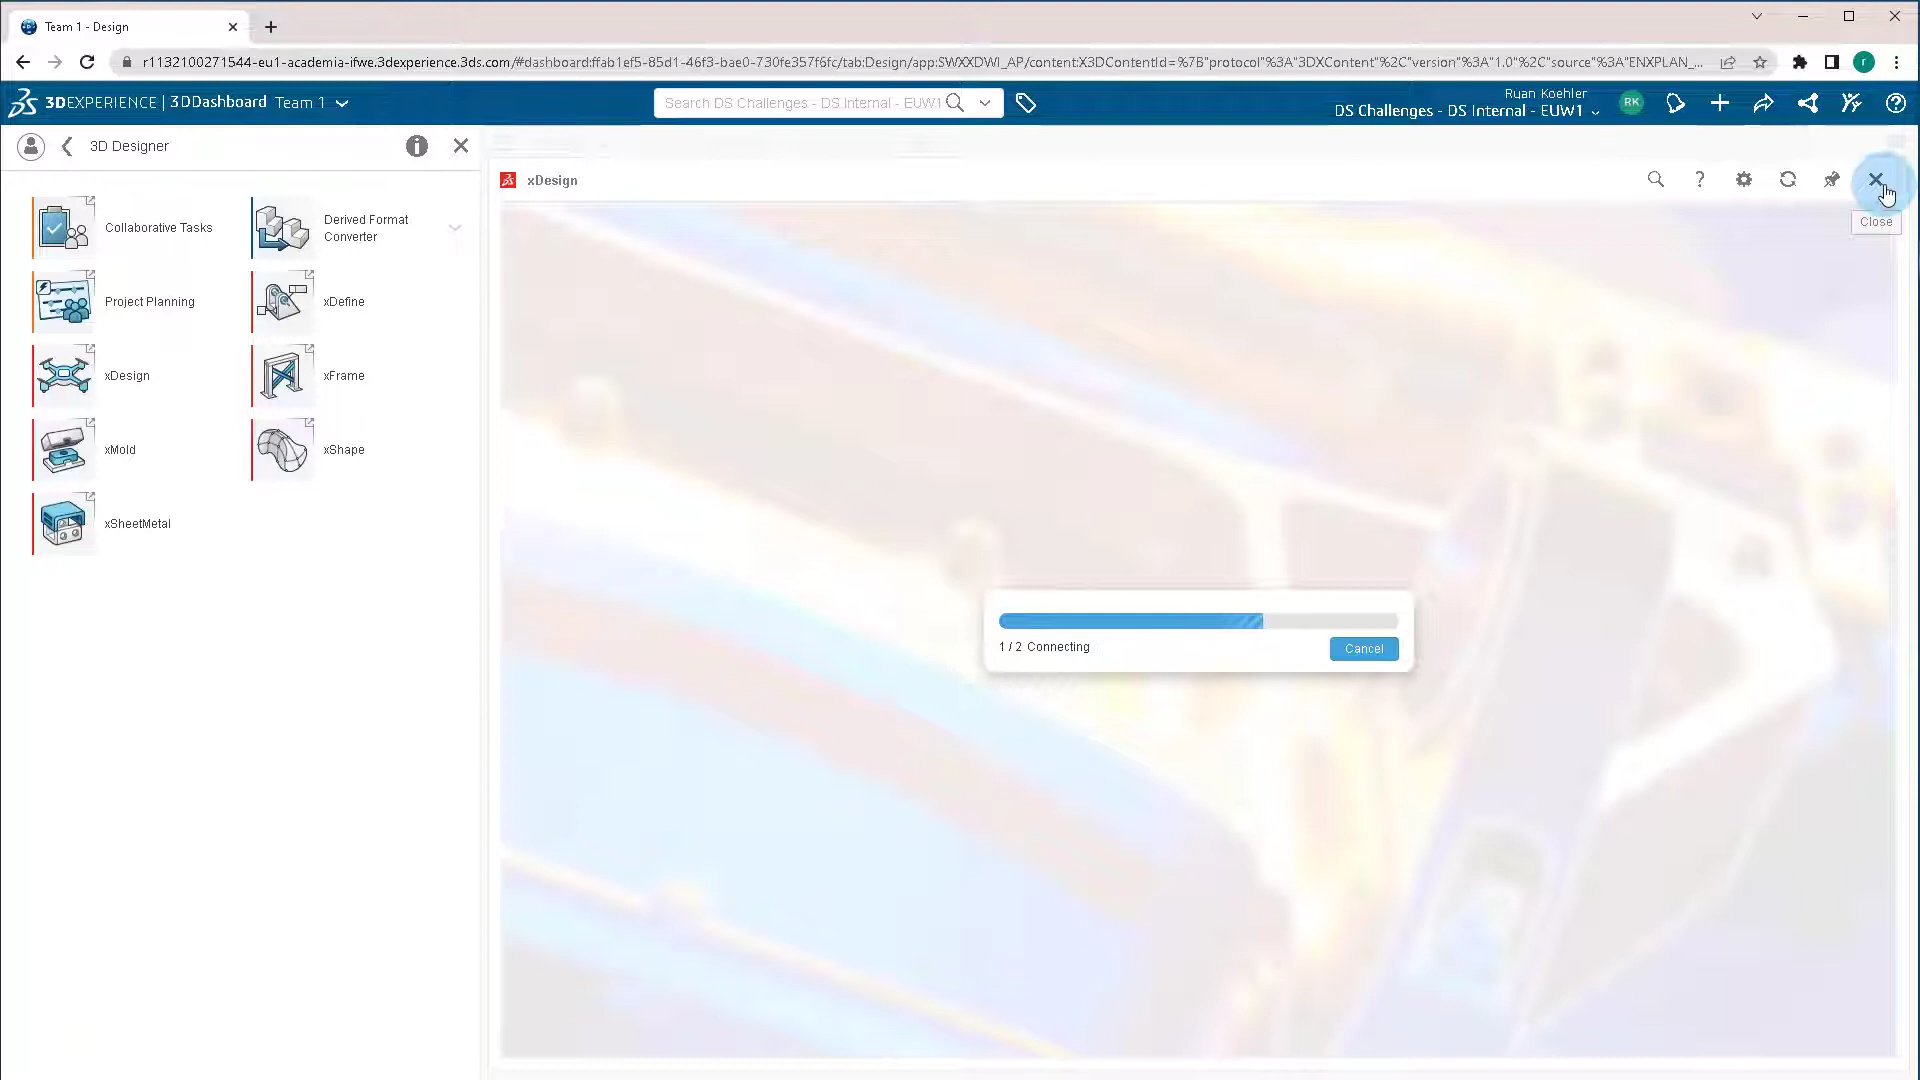 Team 1 - Design
r1132100271544-eu1-academia-ifwe.3dexperience.3ds.com/#dashboard:ffab1ef5-85d1-46f3-bae0-730fe357f6fc/tab:Design/app:SWXXDWI_AP/content:X3DContentId=%7B"protocol"%3A"3DXContent"%2C"version"%3A"1.0"%2C"source"%3A"ENXPLAN_...
3DEXPERIENCE | 3DDashboard Team 1
Search DS Challenges - DS Internal - EUW1
Ruan Koehler
DS Challenges - DS Internal - EUW1
RK
3D Designer
xDesign
Close
Collaborative Tasks
Derived Format
Converter
Project Planning
xDefine
xDesign
xFrame
xMold
xShape
xSheetMetal
1 / 2 Connecting
Cancel